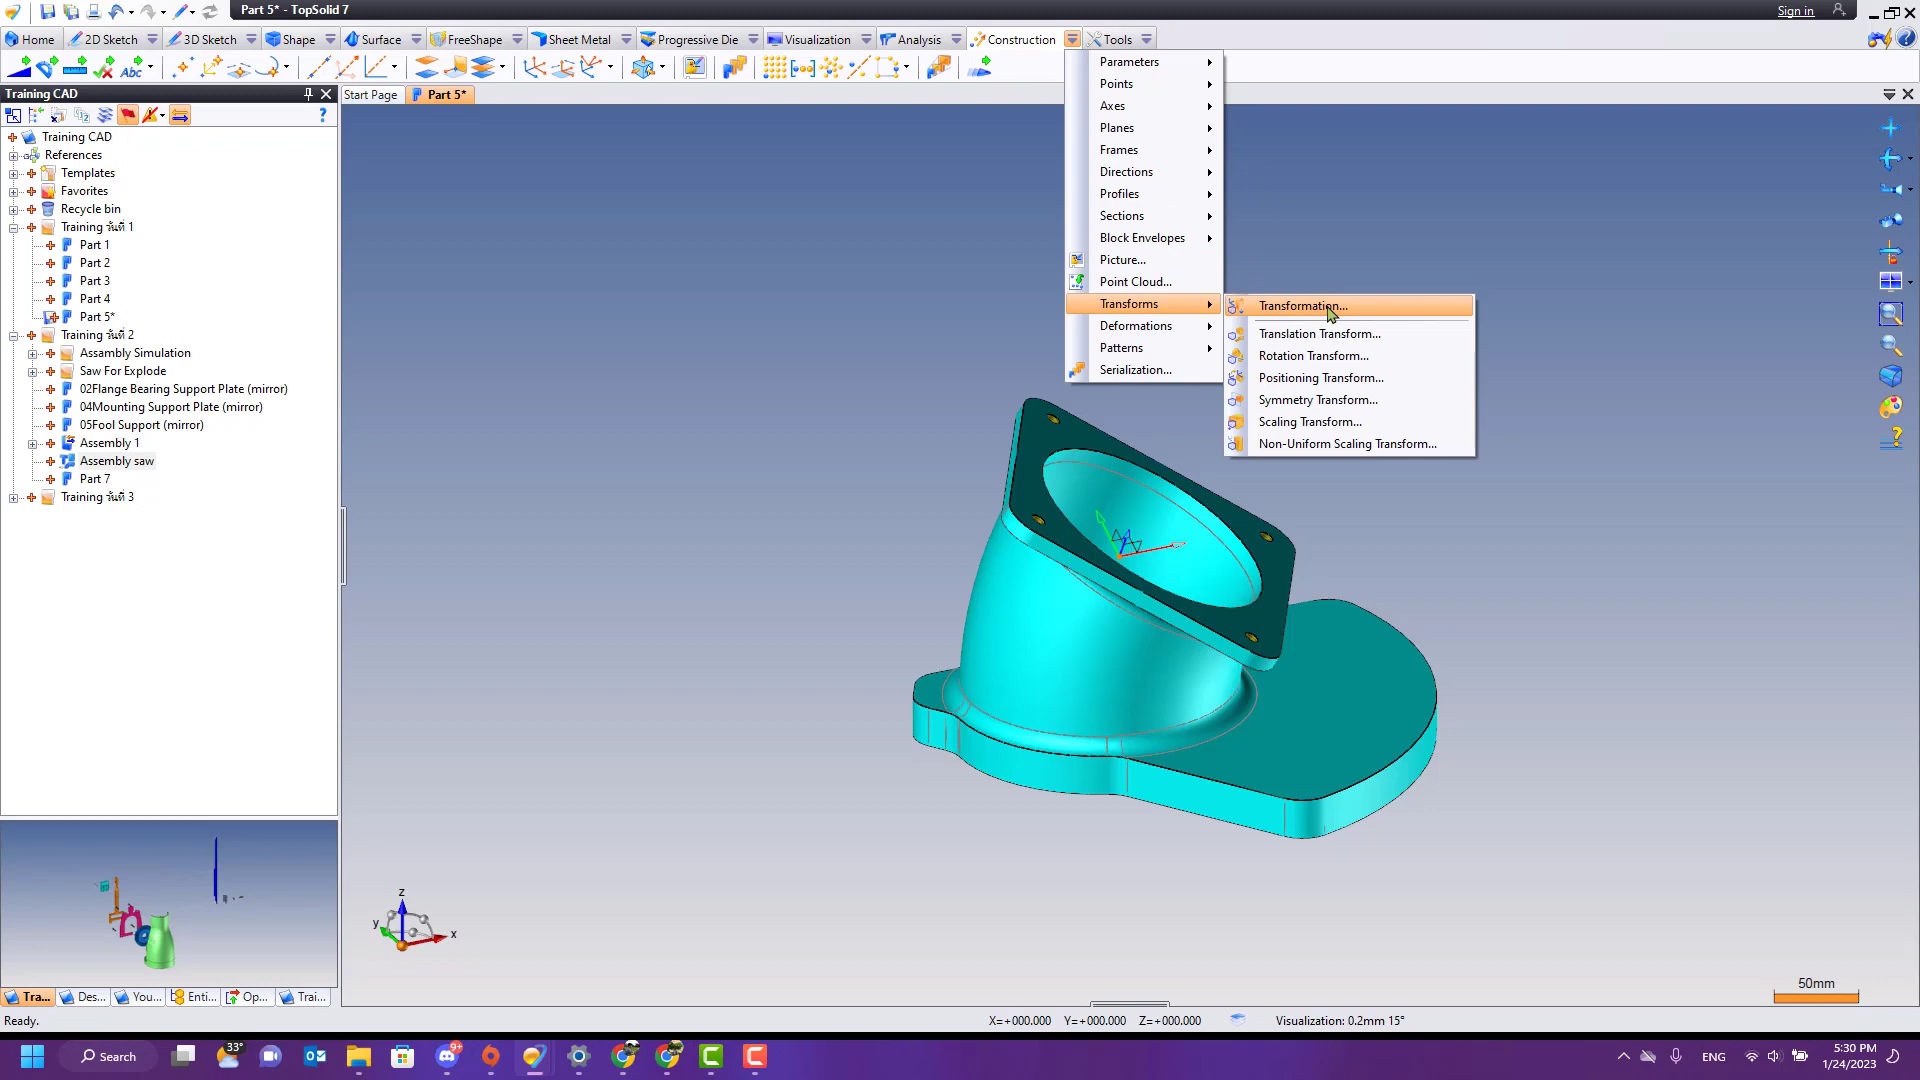 Part 5* - TopSolid 7
Sign in
Home 2D Sketch 3D Sketch Shape Surface FreeShape Sheet Metal Progressive Die Visualization Analysis Construction Tools
Abc
Training CAD
Start Page Part 5*
Training CAD
References
Templates
Favorites
Recycle bin
Training วันที่ 1
Part 1
Part 2
Part 3
Part 4
Part 5*
Training วันที่ 2
Assambly Simulation
Saw For Explode
02Flange Bearing Support Plate (mirror)
04Mounting Support Plate (mirror)
05Fool Support (mirror)
Assembly 1
Assembly saw
Part 7
Training วันที่ 3
Parameters
Points
Axes
Planes
Frames
Directions
Profiles
Sections
Block Envelopes
Picture...
Point Cloud...
Transforms
Deformations
Patterns
Serialization...
Transformation...
Translation Transform...
Rotation Transform...
Positioning Transform...
Symmetry Transform...
Scaling Transform...
Non-Uniform Scaling Transform...
z
y
x
50mm
Tra... Des... You... Enti... Op... Trai...
Ready.
X=+000.000 Y=+000.000 Z=+000.000
Visualization: 0.2mm 15°
33°
Search
9+
ENG
5:30 PM
1/24/2023